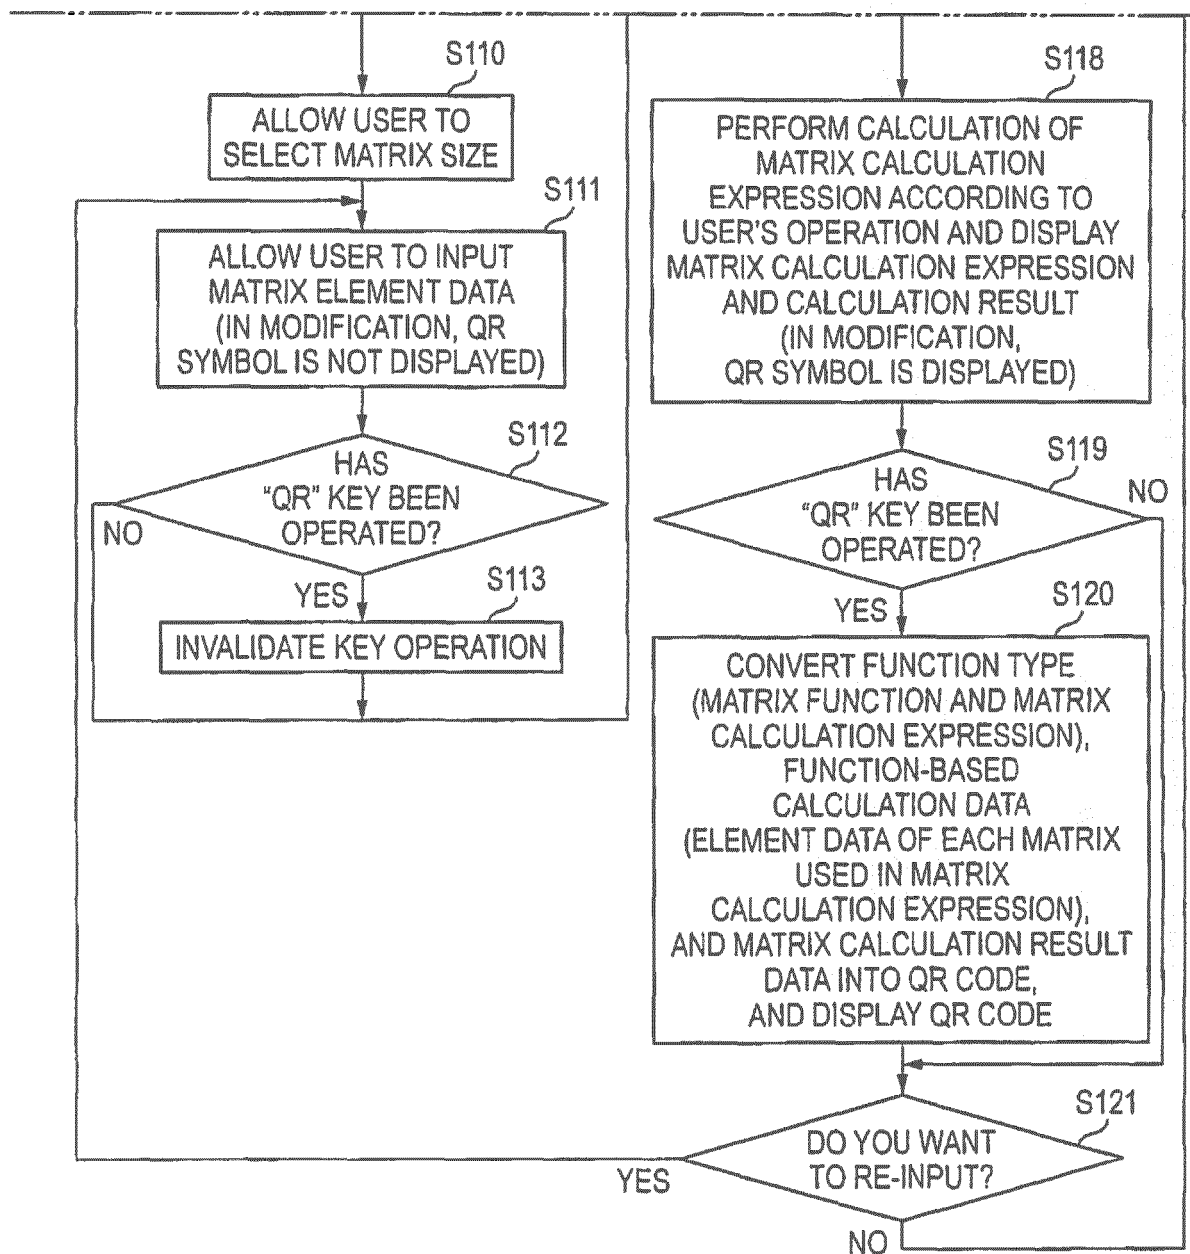 S110
ALLOW USER TO
SELECT MATRIX SIZE
S111
ALLOW USER TO INPUT
MATRIX ELEMENT DATA
(IN MODIFICATION, QR
SYMBOL IS NOT DISPLAYED)
S112
HAS
"QR" KEY BEEN
OPERATED?
NO
YES
S113
INVALIDATE KEY OPERATION
S118
PERFORM CALCULATION OF
MATRIX CALCULATION
EXPRESSION ACCORDING TO
USER'S OPERATION AND DISPLAY
MATRIX CALCULATION EXPRESSION
AND CALCULATION RESULT
(IN MODIFICATION,
QR SYMBOL IS DISPLAYED)
S119
HAS
"QR" KEY BEEN
OPERATED?
NO
YES
S120
CONVERT FUNCTION TYPE
(MATRIX FUNCTION AND MATRIX
CALCULATION EXPRESSION),
FUNCTION-BASED
CALCULATION DATA
(ELEMENT DATA OF EACH MATRIX
USED IN MATRIX
CALCULATION EXPRESSION),
AND MATRIX CALCULATION RESULT
DATA INTO QR CODE,
AND DISPLAY QR CODE
S121
DO YOU WANT
TO RE-INPUT?
YES
NO